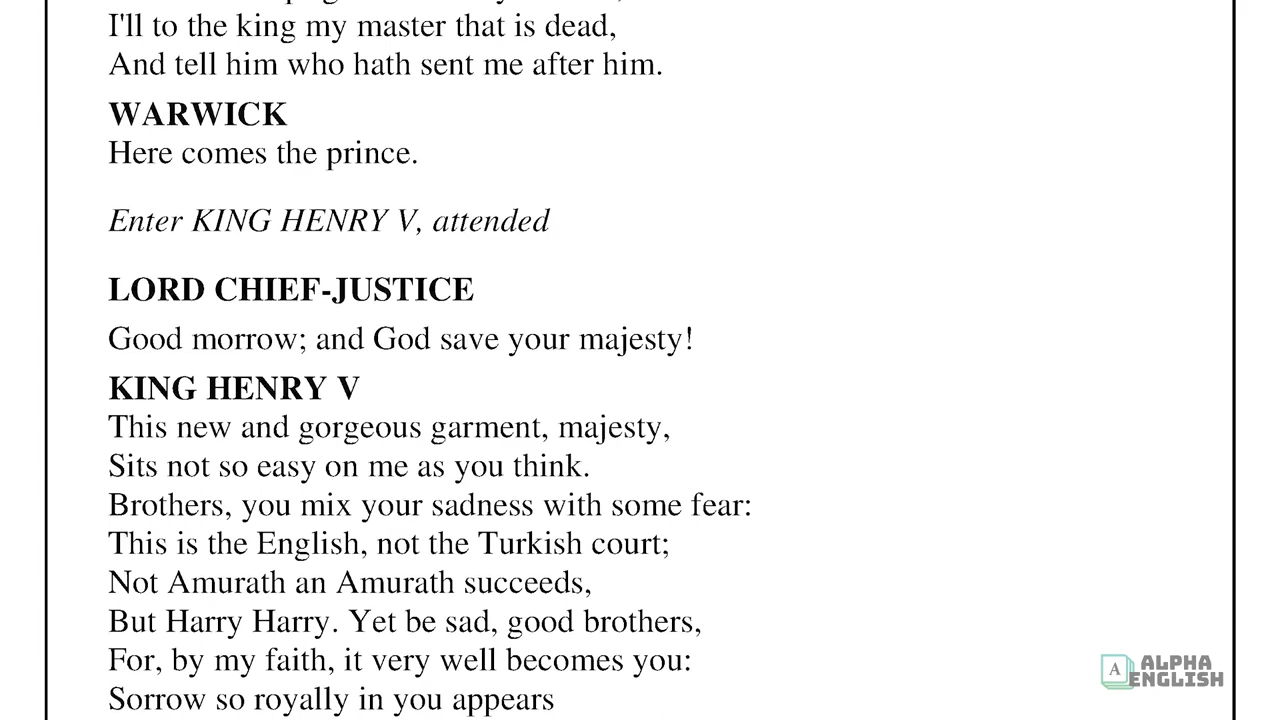 I'll to the king my master that is dead,
And tell him who hath sent me after him.
WARWICK
Here comes the prince.
Enter KING HENRY V, attended
LORD CHIEF-JUSTICE
Good morrow; and God save your majesty!
KING HENRY V
This new and gorgeous garment, majesty,
Sits not so easy on me as you think.
Brothers, you mix your sadness with some fear:
This is the English, not the Turkish court;
Not Amurath an Amurath succeeds,
But Harry Harry. Yet be sad, good brothers,
For, by my faith, it very well becomes you:
Sorrow so royally in you appears
A
ALPHA
ENGLISH